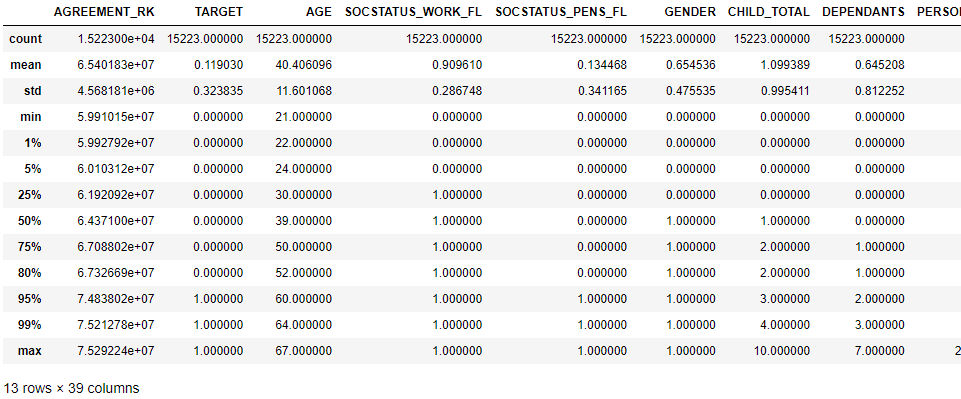 AGREEMENT_RK TARGET AGE SOCSTATUS_WORK_FL SOCSTATUS_PENS_FL GENDER CHILD_TOTAL DEPENDANTS PERSO
count 1.522300e+04 15223.000000 15223.000000 15223.000000 15223.000000 15223.000000 15223.000000 15223.000000
mean 6.540183e+07 0.119030 40.406096 0.909610 0.134468 0.654536 1.099389 0.645208
std 4.568181e+06 0.323835 11.601068 0.286748 0.341165 0.475535 0.995411 0.812252
min 5.991015e+07 0.000000 21.000000 0.000000 0.000000 0.000000 0.000000 0.000000
1% 5.992792e+07 0.000000 22.000000 0.000000 0.000000 0.000000 0.000000 0.000000
5% 6.010312e+07 0.000000 24.000000 0.000000 0.000000 0.000000 0.000000 0.000000
25% 6.192092e+07 0.000000 30.000000 1.000000 0.000000 0.000000 0.000000 0.000000
50% 6.437100e+07 0.000000 39.000000 1.000000 0.000000 1.000000 1.000000 0.000000
75% 6.708802e+07 0.000000 50.000000 1.000000 0.000000 1.000000 2.000000 1.000000
80% 6.732669e+07 0.000000 52.000000 1.000000 0.000000 1.000000 2.000000 1.000000
95% 7.483802e+07 1.000000 60.000000 1.000000 1.000000 1.000000 3.000000 2.000000
99% 7.521278e+07 1.000000 64.000000 1.000000 1.000000 1.000000 4.000000 3.000000
max 7.529224e+07 1.000000 67.000000 1.000000 1.000000 1.000000 10.000000 7.000000 2
13 rows × 39 columns